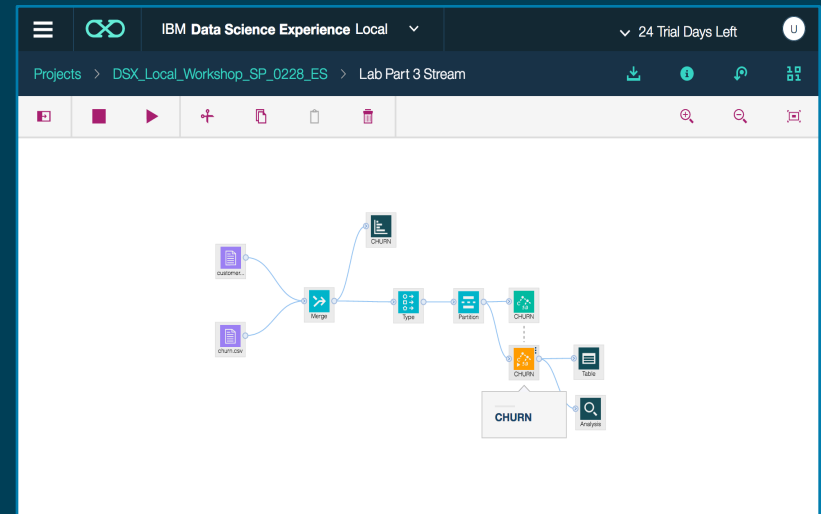 IBM Data Science Experience Local
24 Trial Days Left
U
Projects > DSX_Local_Workshop_SP_0228_ES > Lab Part 3 Stream
CHURN
customer...
Merge
Type
Partition
CHURN
churn.csv
CHURN
Table
CHURN
Analysis